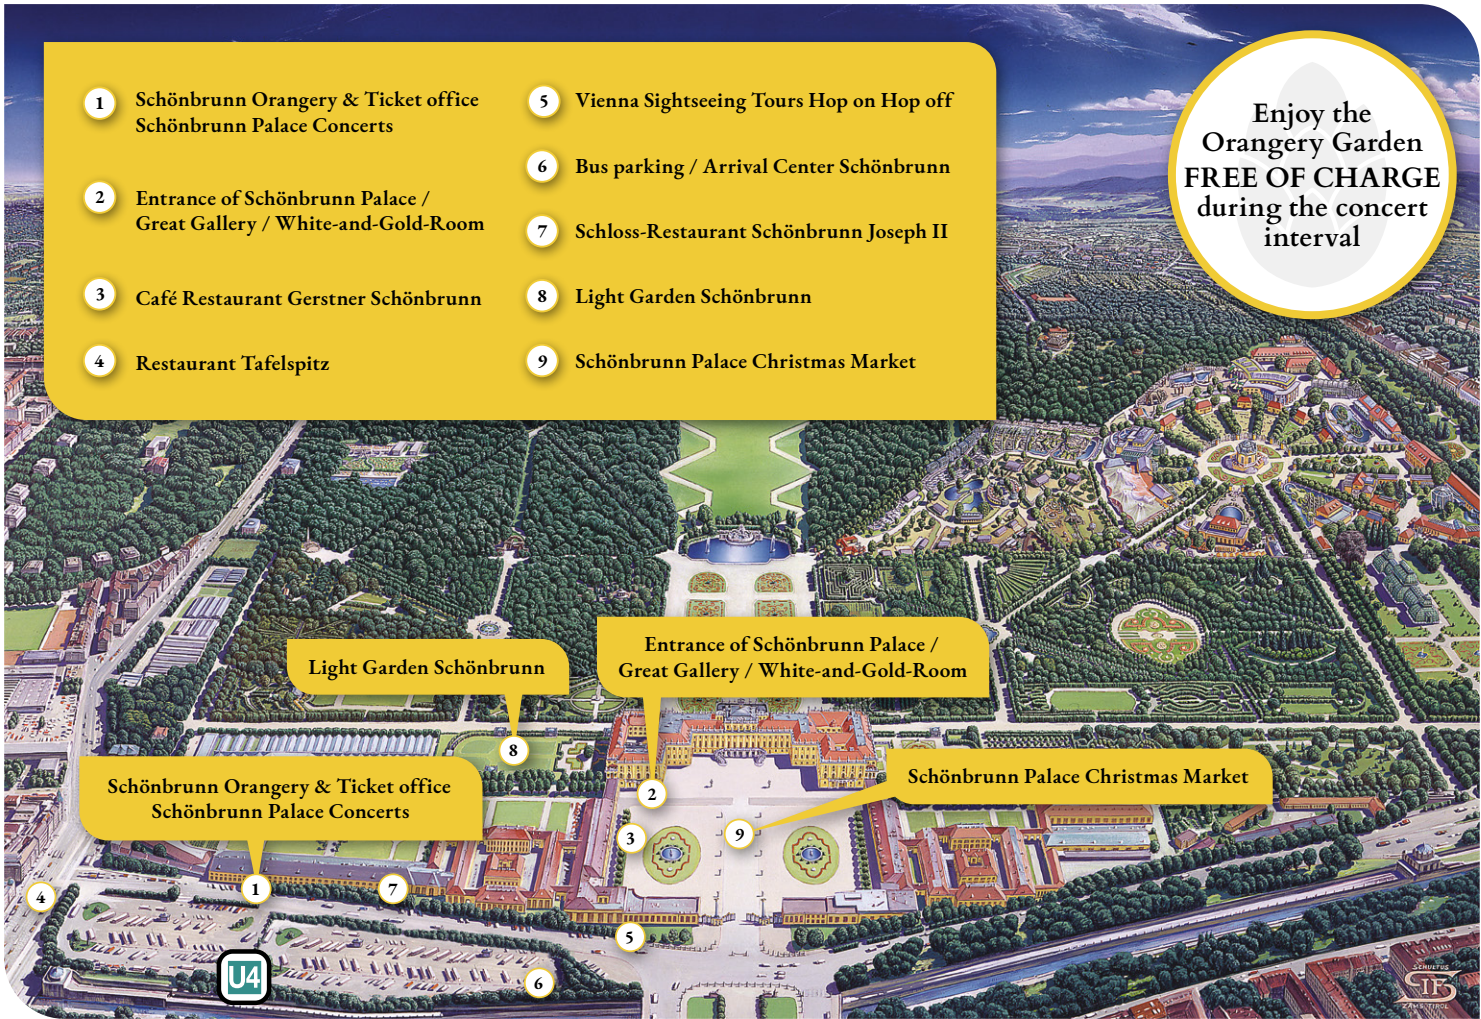 1
Schönbrunn Orangery & Ticket office
Schönbrunn Palace Concerts
2
Entrance of Schönbrunn Palace /
Great Gallery / White-and-Gold-Room
3
Café Restaurant Gerstner Schönbrunn
4
Restaurant Tafelspitz
5
Vienna Sightseeing Tours Hop on Hop off
6
Bus parking / Arrival Center Schönbrunn
7
Schloss-Restaurant Schönbrunn Joseph II
8
Light Garden Schönbrunn
9
Schönbrunn Palace Christmas Market
Enjoy the
Orangery Garden
FREE OF CHARGE
during the concert
interval
Light Garden Schönbrunn
8
Entrance of Schönbrunn Palace /
Great Gallery / White-and-Gold-Room
2
Schönbrunn Orangery & Ticket office
Schönbrunn Palace Concerts
1
Schönbrunn Palace Christmas Market
9
3
4
7
5
6
U4